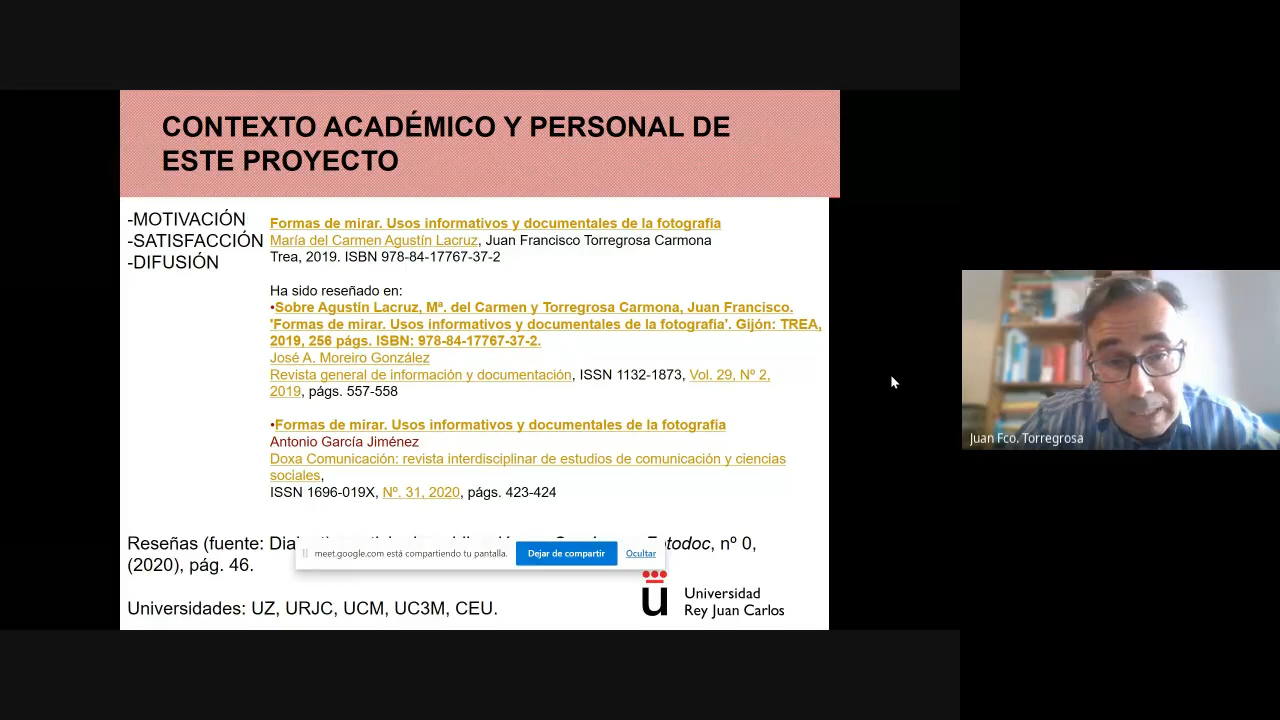 CONTEXTO ACADÉMICO Y PERSONAL DE
ESTE PROYECTO
-MOTIVACIÓN
-SATISFACCIÓN
-DIFUSIÓN
Formas de mirar. Usos informativos y documentales de la fotografía
María del Carmen Agustín Lacruz, Juan Francisco Torregrosa Carmona
Trea, 2019. ISBN 978-84-17767-37-2
Ha sido reseñado en:
•Sobre Agustín Lacruz, Mª. del Carmen y Torregrosa Carmona, Juan Francisco.
'Formas de mirar. Usos informativos y documentales de la fotografía'. Gijón: TREA,
2019, 256 págs. ISBN: 978-84-17767-37-2.
José A. Moreiro González
Revista general de información y documentación, ISSN 1132-1873, Vol. 29, Nº 2,
2019, págs. 557-558
•Formas de mirar. Usos informativos y documentales de la fotografía
Antonio García Jiménez
Doxa Comunicación: revista interdisciplinar de estudios de comunicación y ciencias
sociales,
ISSN 1696-019X, Nº. 31, 2020, págs. 423-424
Reseñas (fuente: nº 0,
(2020), pág. 46.
meet.google.com está compartiendo tu pantalla. Dejar de compartir Ocultar
Universidades: UZ, URJC, UCM, UC3M, CEU.
u Universidad
Rey Juan Carlos
Juan Fco. Torregrosa